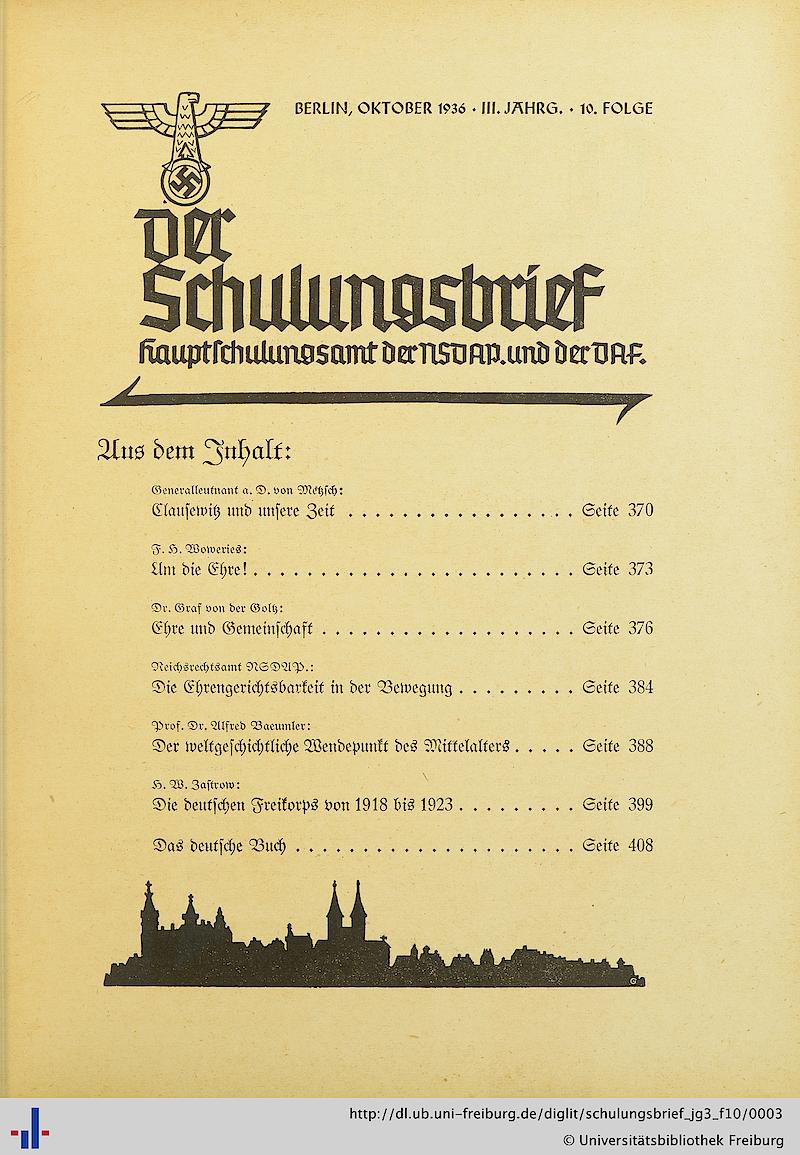 BERLIN, OKTOBER 1936 · III. JAHRG. · 10. FOLGE
Der
Schulungsbrief
Hauptschulungsamt der NSDAP. und der DAF.
Aus dem Inhalt:
Generalleutnant a. D. von Metzsch:
Clausewitz und unsere Zeit . . . . . . . . . . . . . . . . . Seite 370
F. H. Woweries:
Um die Ehre! . . . . . . . . . . . . . . . . . . . . . . . . Seite 373
Dr. Graf von der Goltz:
Ehre und Gemeinschaft . . . . . . . . . . . . . . . . . . . Seite 376
Reichsrechtsamt NSDAP.:
Die Ehrengerichtsbarkeit in der Bewegung . . . . . . . . . Seite 384
Prof. Dr. Alfred Baeumler:
Der weltgeschichtliche Wendepunkt des Mittelalters . . . . . Seite 388
H. W. Zastrow:
Die deutschen Freikorps von 1918 bis 1923 . . . . . . . . . Seite 399
Das deutsche Buch . . . . . . . . . . . . . . . . . . . . . Seite 408
http://dl.ub.uni-freiburg.de/diglit/schulungsbrief_jg3_f10/0003
© Universitätsbibliothek Freiburg